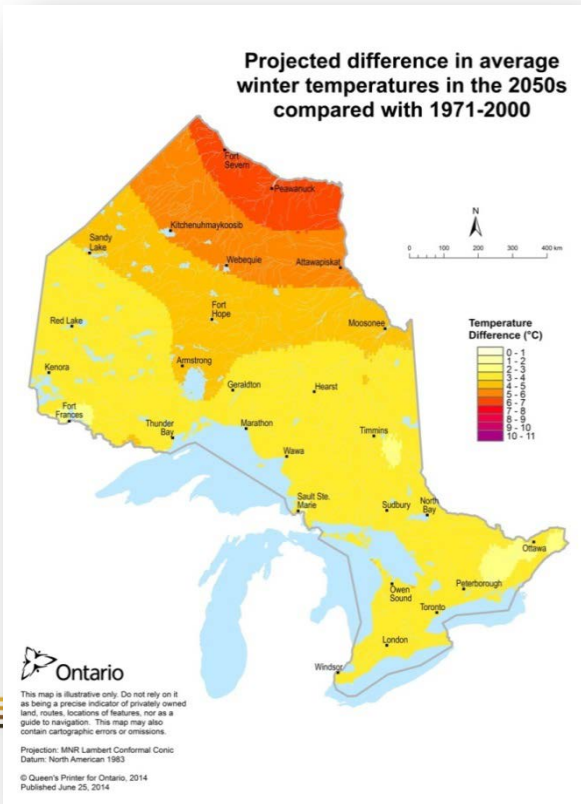 Projected difference in average
winter temperatures in the 2050s
compared with 1971-2000
Fort
Severn
Peawanuck
N
Kitchenuhmaykoosib
0 100 200 300 400 km
Sandy
Lake
Webequie
Attawapiskat
Fort
Hope
Red Lake
Moosonee
Temperature
Difference (°C)
0 - 1
1 - 2
2 - 3
3 - 4
4 - 5
5 - 6
6 - 7
7 - 8
8 - 9
9 - 10
10 - 11
Armstrong
Kenora
Geraldton
Hearst
Fort
Frances
Thunder
Bay
Marathon
Timmins
Wawa
Sault Ste.
Marie
Sudbury
North
Bay
Ottawa
Owen
Sound
Peterborough
Toronto
London
Windsor
Ontario
This map is illustrative only. Do not rely on it
as being a precise indicator of privately owned
land, routes, locations of features, nor as a
guide to navigation. This map may also
contain cartographic errors or omissions.
Projection: MNR Lambert Conformal Conic
Datum: North American 1983
© Queen's Printer for Ontario, 2014
Published June 25, 2014